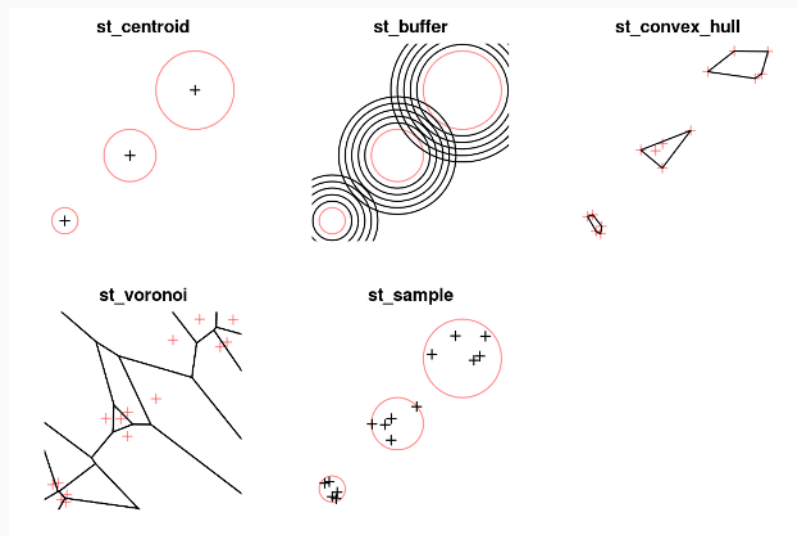 st_centroid
st_buffer
st_convex_hull
st_voronoi
st_sample